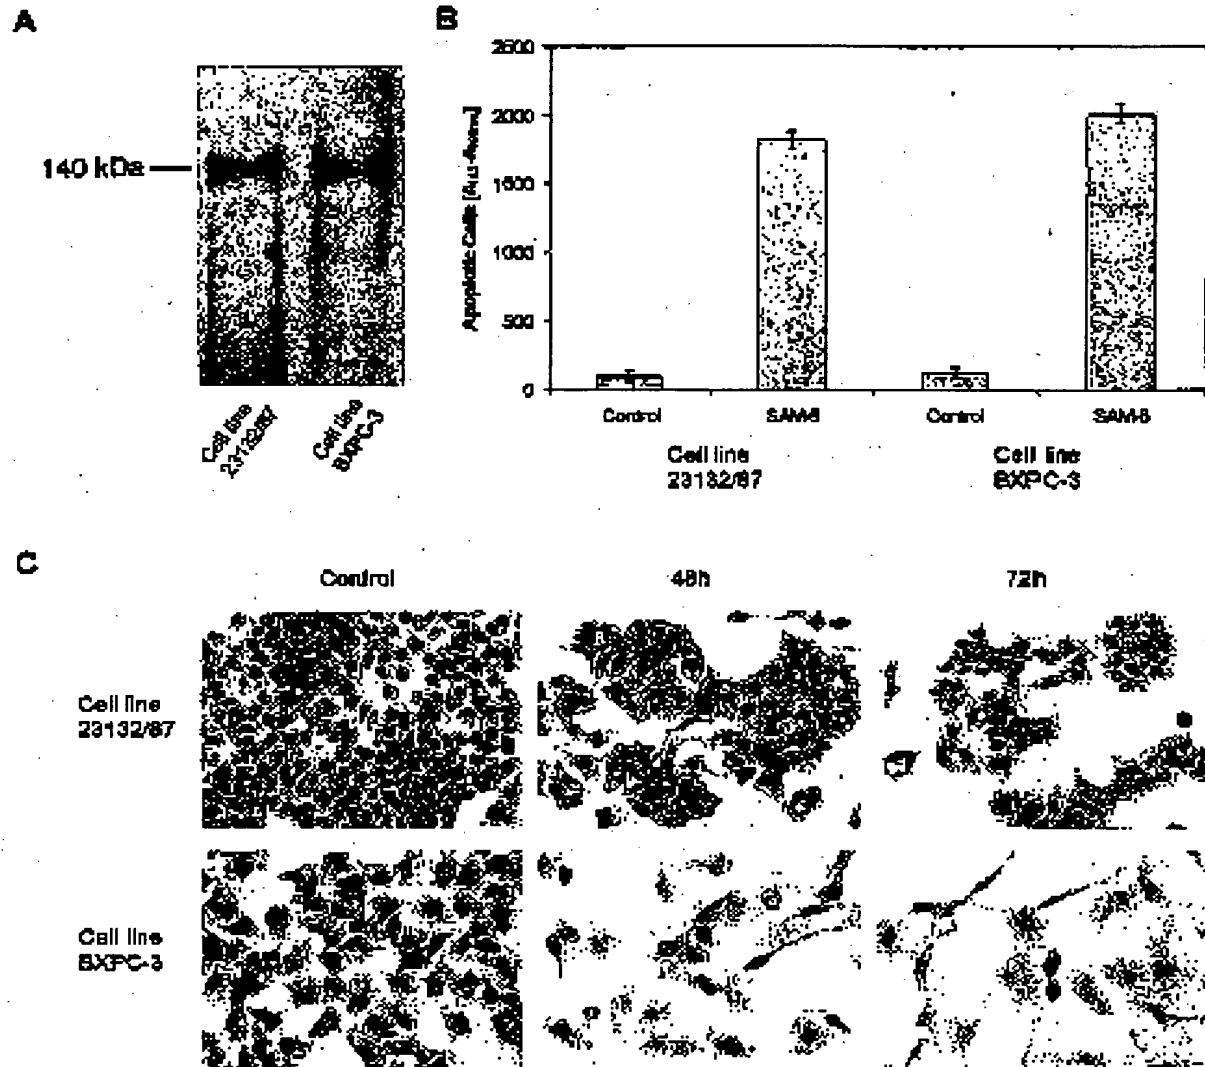 A
140 kDa
Cell line
23132/87
Cell line
BXPC-3
B
Apoptotic Cells
2500
2000
1500
1000
500
0
Control
SAM-6
Control
SAM-6
Cell line
23132/87
Cell line
BXPC-3
C
Control
48h
72h
Cell line
23132/87
Cell line
BXPC-3